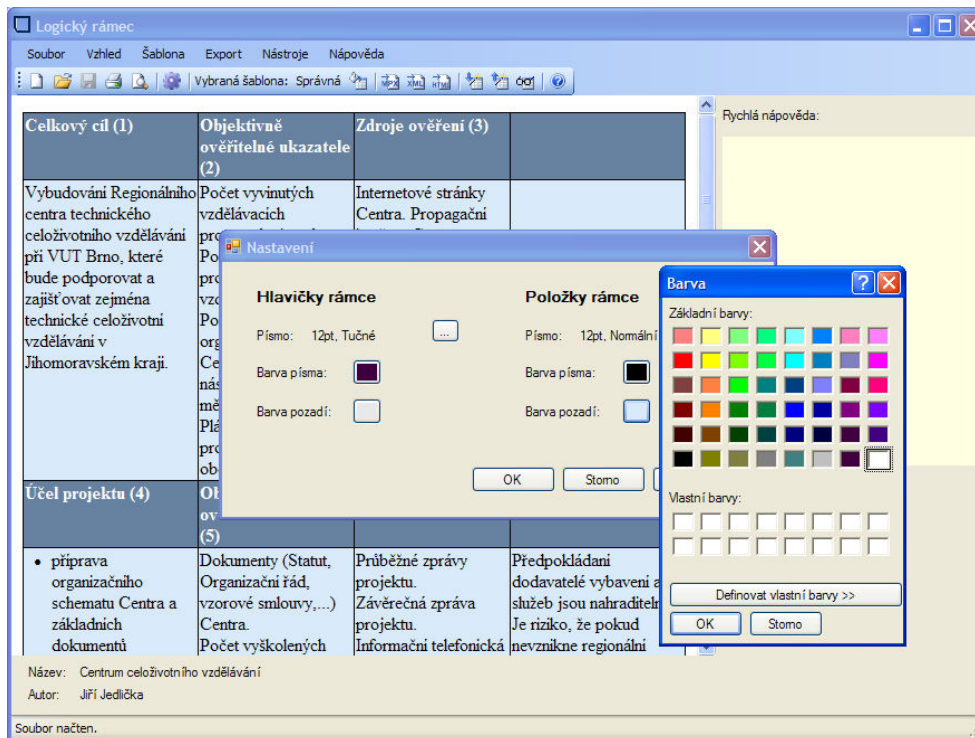 Logický rámec
Soubor Vzhled Šablona Export Nástroje Nápověda
Vybraná šablona: Správná MPX XML HTML
Celkový cíl (1)
Objektivně
ověřitelné ukazatele
(2)
Zdroje ověření (3)
Rychlá nápověda:
Vybudování Regionálního
centra technického
celoživotního vzdělávání
při VUT Brno, které
bude podporovat a
zajišťovat zejména
technické celoživotní
vzdělávání v
Jihomoravském kraji.
Počet vyvinutých
vzdělávacích
Internetové stránky
Centra. Propagační
Nastavení
Hlavičky rámce
Písmo: 12pt, Tučné ...
Barva písma:
Barva pozadí:
Položky rámce
Písmo: 12pt, Normální
Barva písma:
Barva pozadí:
OK Storno
Barva
Základní barvy:
Vlastní barvy:
Definovat vlastní barvy >>
OK Storno
Účel projektu (4)
(5)
• příprava
organizačního
schematu Centra a
základních
dokumentů
Dokumenty (Statut,
Organizační řád,
vzorové smlouvy,...)
Centra.
Počet vyškolených
Průběžné zprávy
projektu.
Závěrečná zpráva
projektu.
Informační telefonická
Předpokládaní
dodavatelé vybavení a
služeb jsou
Je riziko, že pokud
nevznikne regionální
Název: Centrum celoživotního vzdělávání
Autor: Jiří Jedlička
Soubor načten.